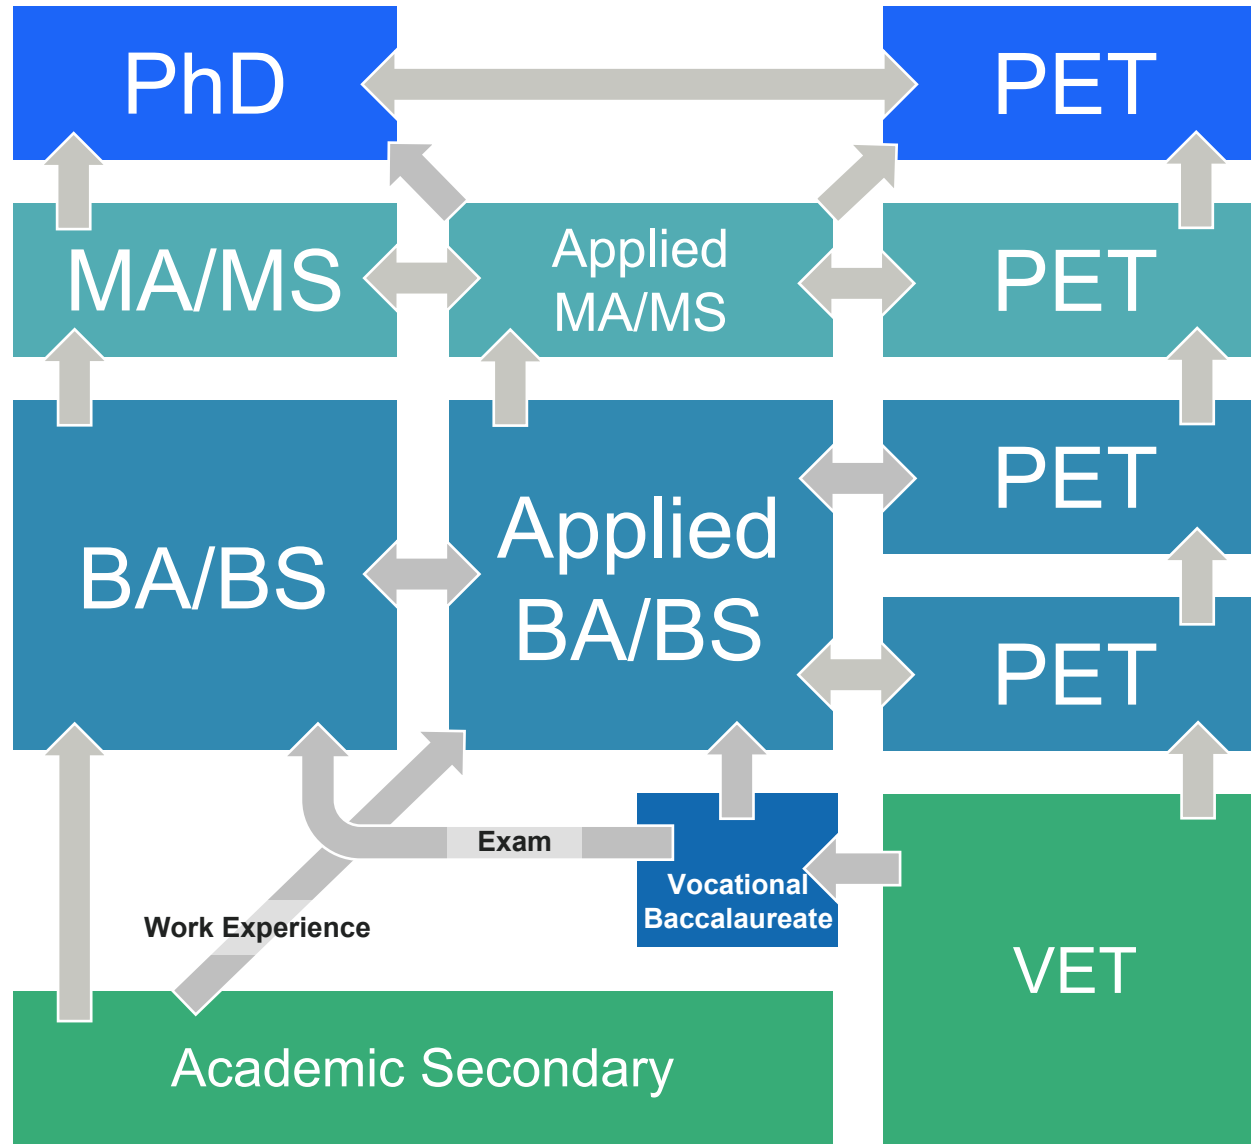 PhD
PET
MA/MS
Applied
MA/MS
PET
BA/BS
Applied
BA/BS
PET
PET
Exam
Work Experience
Vocational
Baccalaureate
VET
Academic Secondary